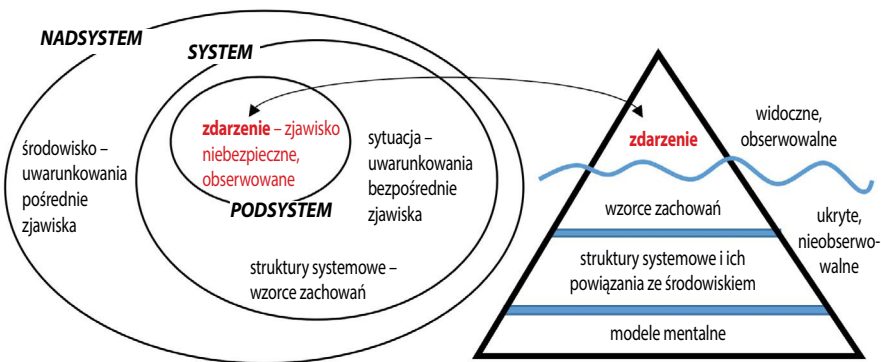 NADSYSTEM
SYSTEM
zdarzenie – zjawisko
niebezpieczne,
obserwowane
PODSYSTEM
środowisko –
uwarunkowania
pośrednie
zjawiska
sytuacja –
uwarunkowania
bezpośrednie
zjawiska
struktury systemowe –
wzorce zachowań
zdarzenie
widoczne,
obserwowalne
wzorce zachowań
ukryte,
nieobserwo-
walne
struktury systemowe i ich
powiązania ze środowiskiem
modele mentalne